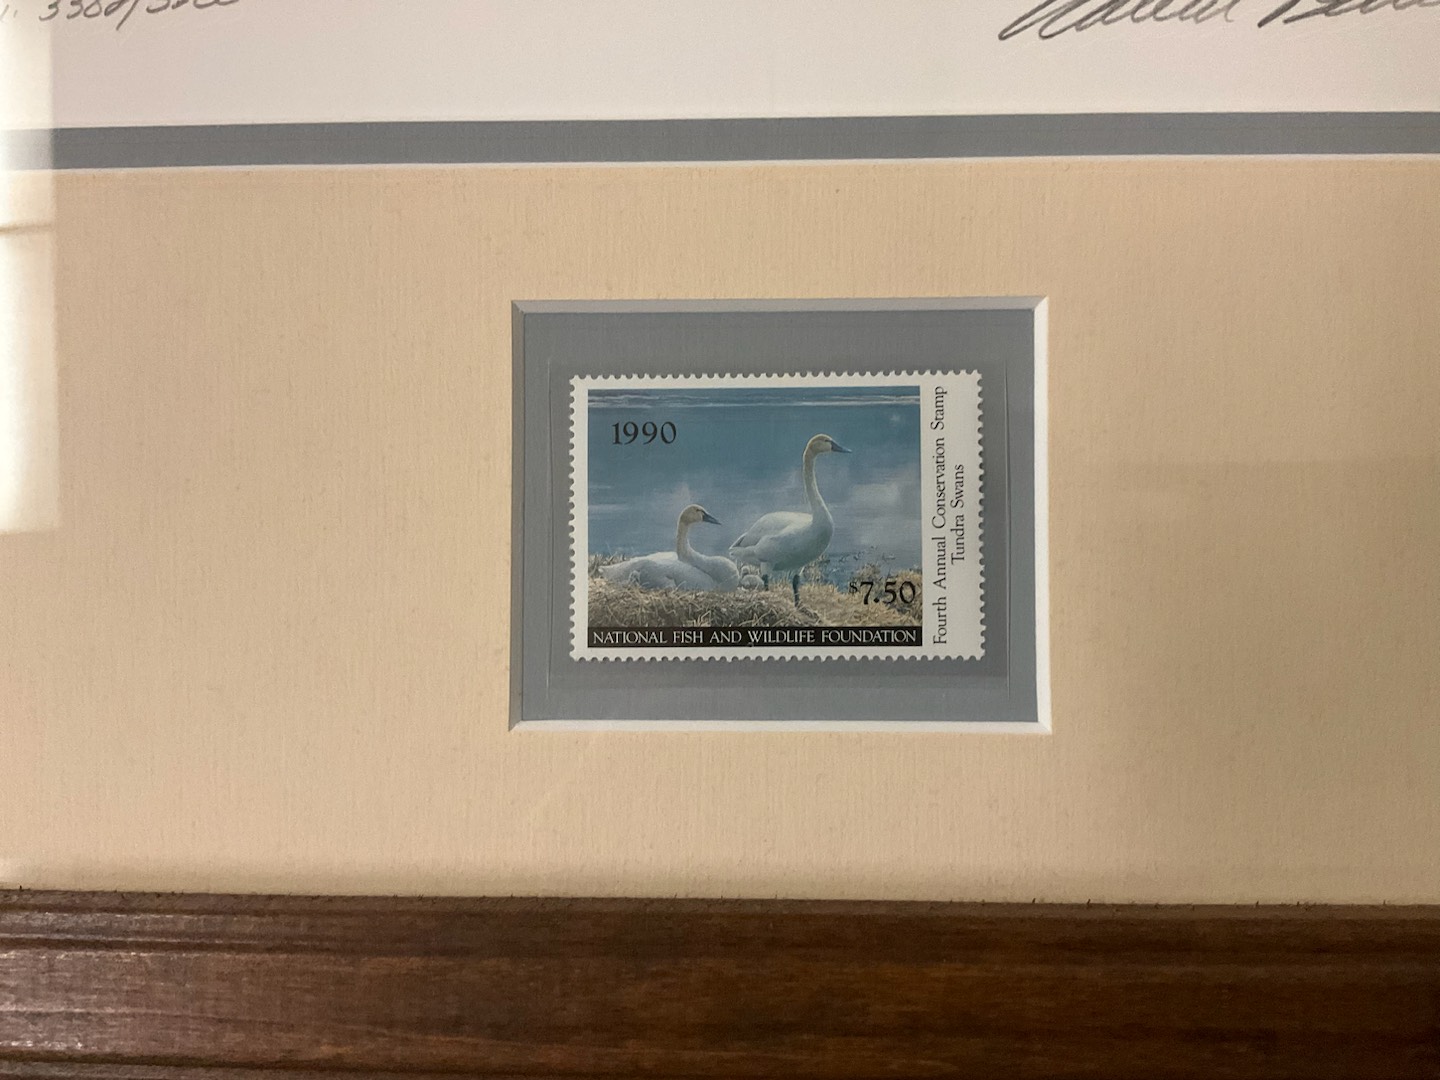 1990
$7.50
NATIONAL FISH AND WILDLIFE FOUNDATION
Fourth Annual Conservation Stamp
Tundra Swans